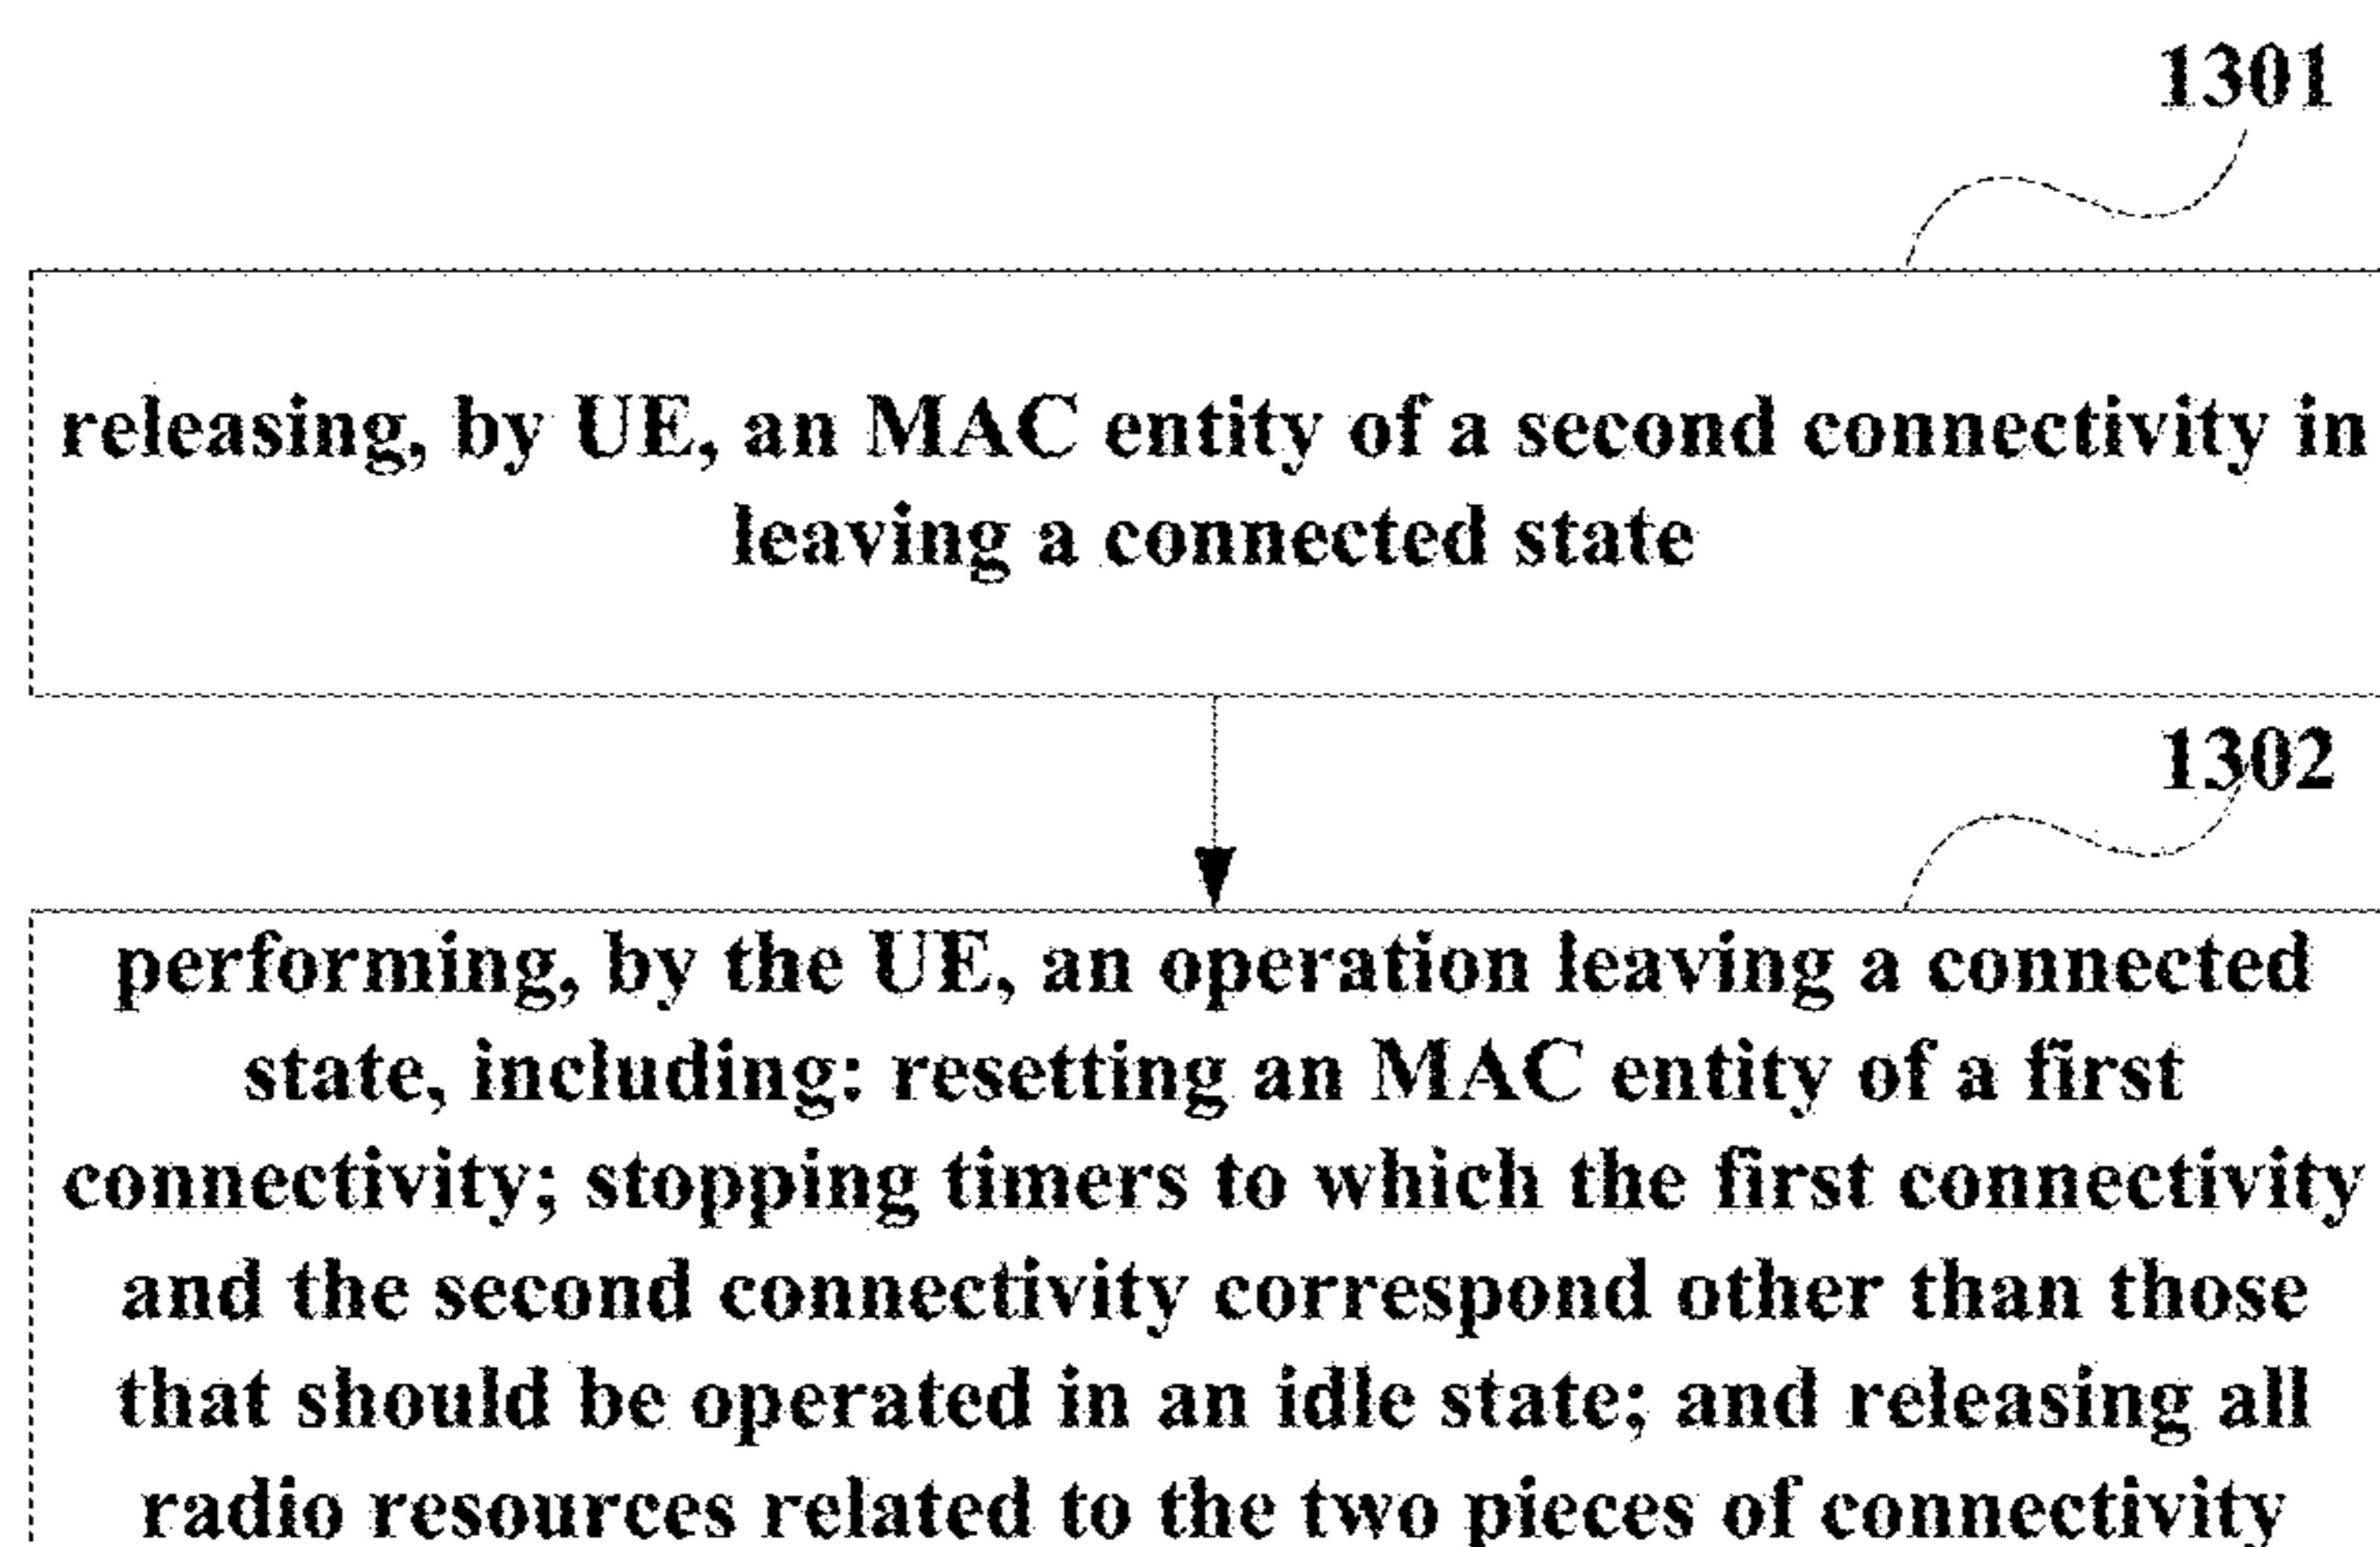 1301
releasing, by UE, an MAC entity of a second connectivity in
leaving a connected state
1302
performing, by the UE, an operation leaving a connected
state, including: resetting an MAC entity of a first
connectivity; stopping timers to which the first connectivity
and the second connectivity correspond other than those
that should be operated in an idle state; and releasing all
radio resources related to the two pieces of connectivity